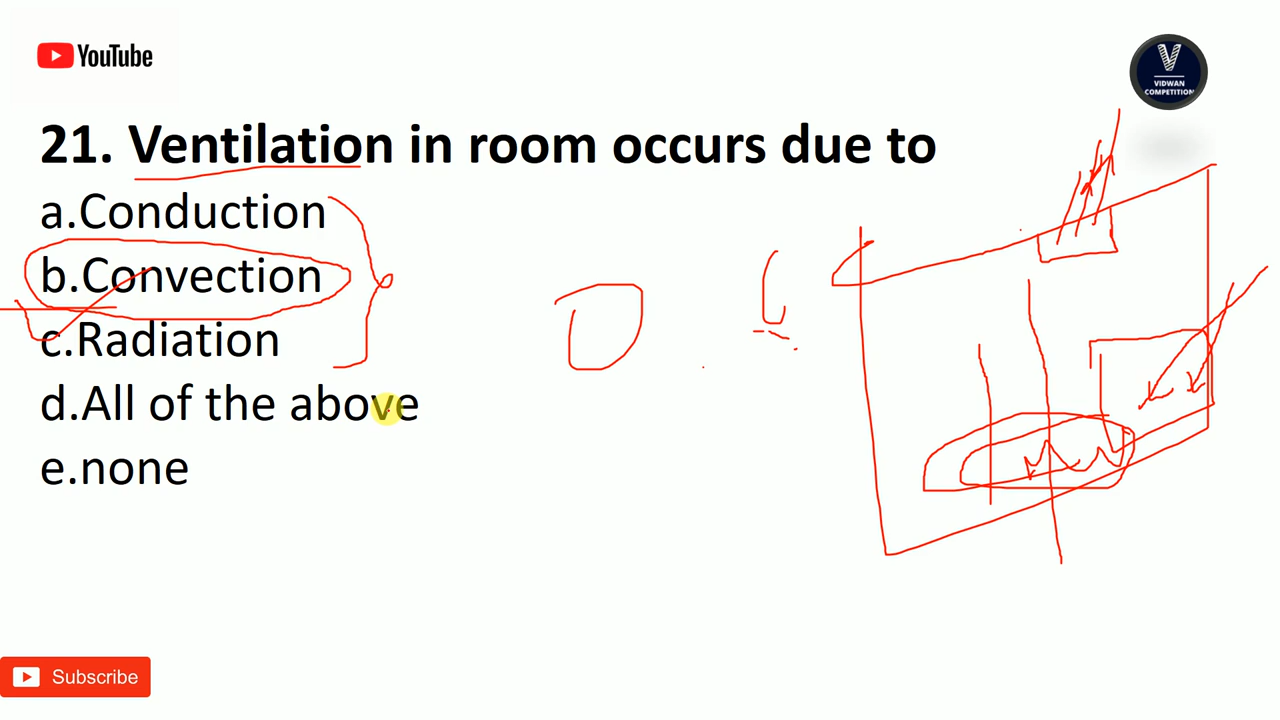 YouTube
V
VIDWAN
COMPETITION
21. Ventilation in room occurs due to
a.Conduction
b.Convection
c.Radiation
d.All of the above
e.none
Subscribe